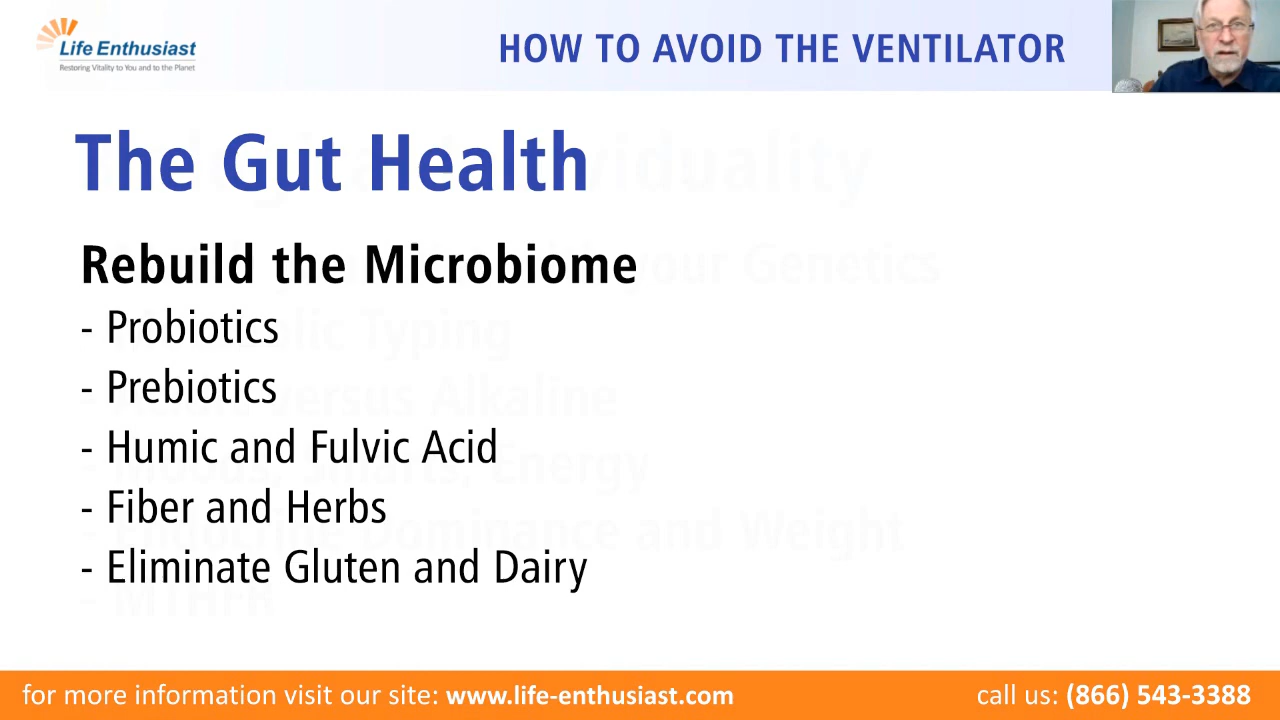 Life Enthusiast
Restoring Vitality to You and to the Planet
HOW TO AVOID THE VENTILATOR
The Gut Health
Rebuild the Microbiome
- Probiotics
- Prebiotics
- Humic and Fulvic Acid
- Fiber and Herbs
- Eliminate Gluten and Dairy
for more information visit our site: www.life-enthusiast.com
call us: (866) 543-3388